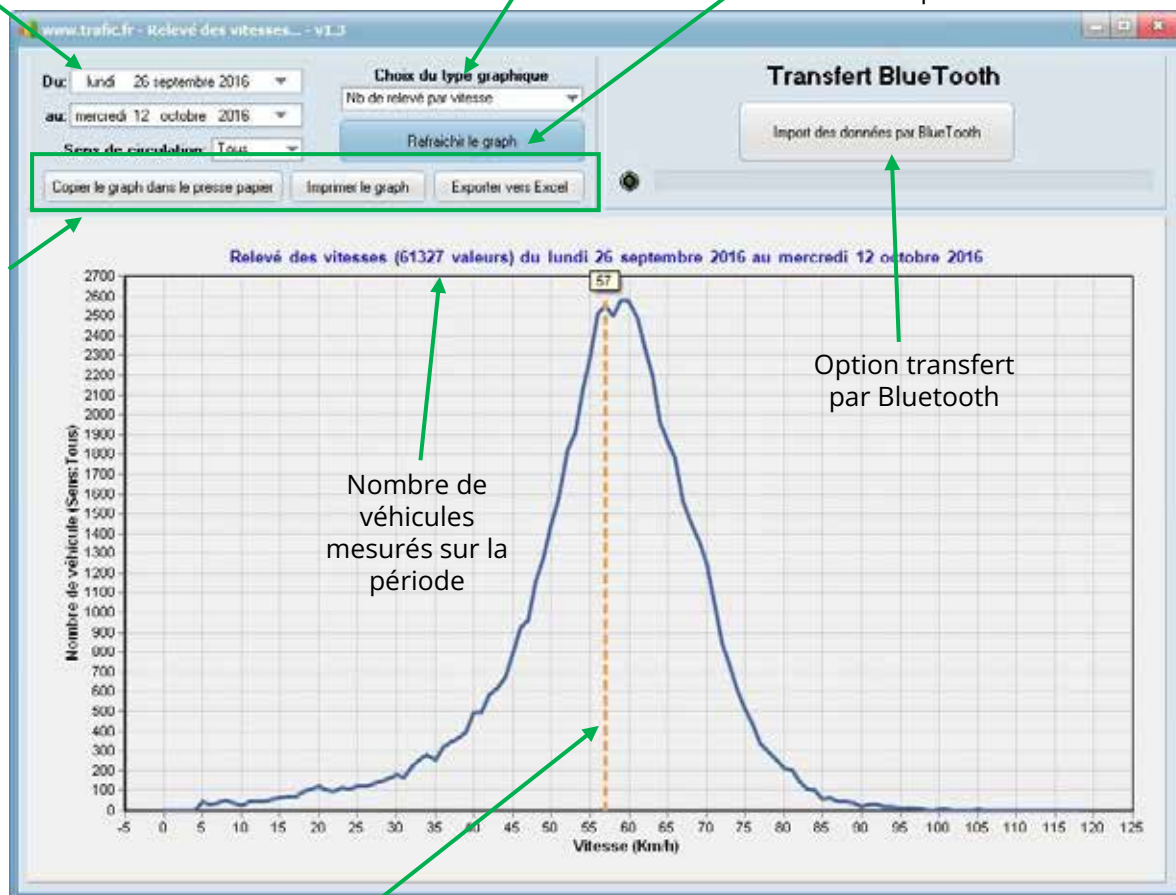 www.trafic.fr - Relevé des vitesses... - v1.3
Du: lundi 26 septembre 2016
au: mercredi 12 octobre 2016
Sens de circulation: Tous
Choix du type graphique
Nb de relevé par vitesse
Rafraichir le graph
Transfert BlueTooth
Import des données par BlueTooth
Copier le graph dans le presse papier
Imprimer le graph
Exporter vers Excel
Relevé des vitesses (61327 valeurs) du lundi 26 septembre 2016 au mercredi 12 octobre 2016
57
2700
2600
2500
2400
2300
2200
2100
2000
1900
1800
1700
1600
1500
1400
1300
1200
1100
1000
900
800
700
600
500
400
300
200
100
0
Nombre de véhicule (Sens:Tous)
Option transfert
par Bluetooth
Nombre de
véhicules
mesurés sur la
période
-5 0 5 10 15 20 25 30 35 40 45 50 55 60 65 70 75 80 85 90 95 100 105 110 115 120 125
Vitesse (Km/h)